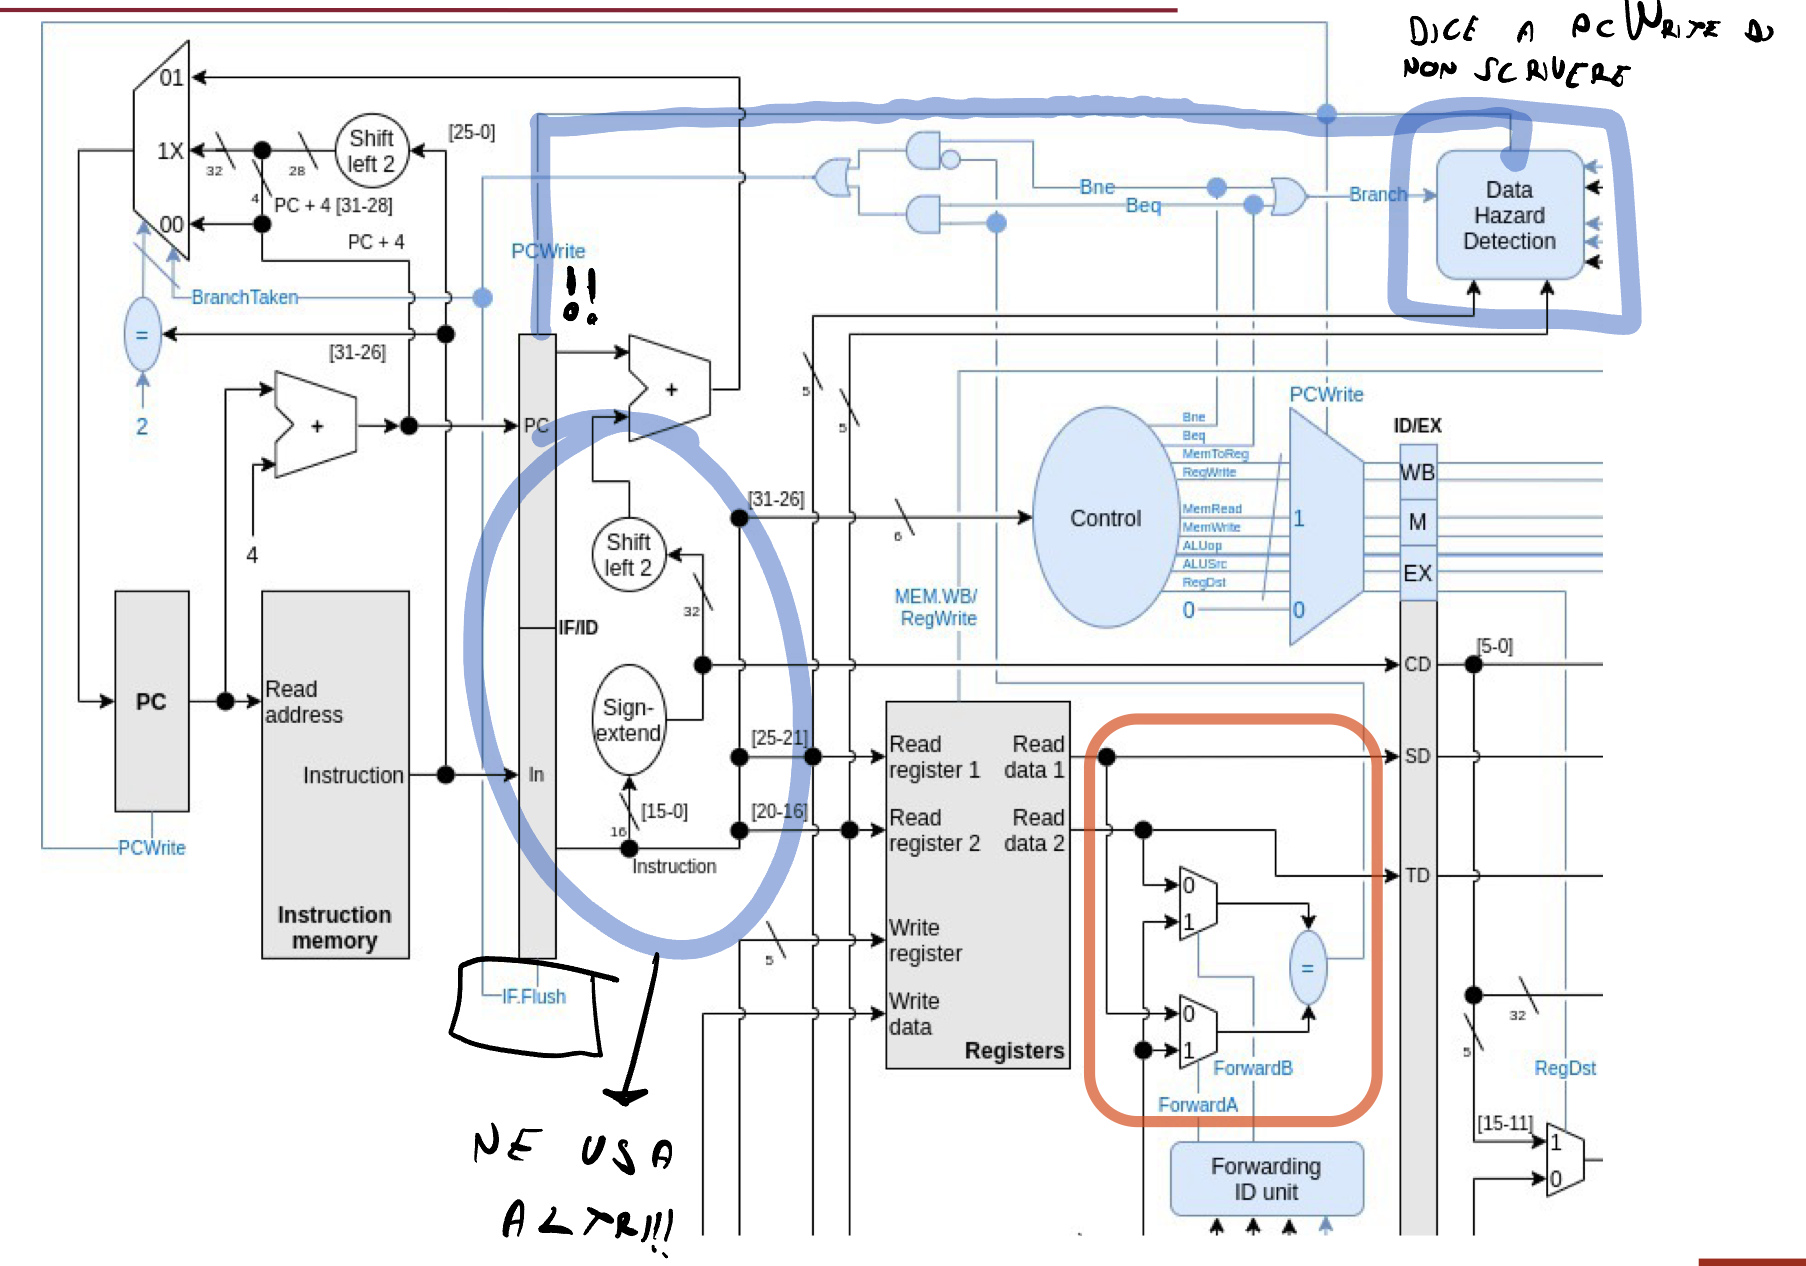 DICE A PCWRITE DI
NON SCRIVERE
01
Shift
left 2
[25-0]
1X
32
28
4
PC + 4 [31-28]
00
PC + 4
PCWrite
!!
BranchTaken
=
[31-26]
2
+
4
PC
+
Bne
Beq
Branch
Data
Hazard
Detection
5
5
PCWrite
ID/EX
Bne
Beq
MemToReg
RegWrite
MemRead
MemWrite
ALUop
ALUSrc
RegDst
0
1
0
WB
M
EX
Control
[31-26]
6
Shift
left 2
32
MEM.WB/
RegWrite
IF/ID
PC
Read
address
Instruction
Instruction
memory
PCWrite
In
Sign-
extend
16
[15-0]
Instruction
[25-21]
[20-16]
CD
[5-0]
SD
TD
Read
register 1
Read
data 1
Read
register 2
Read
data 2
Write
register
Write
data
Registers
5
0
1
=
0
1
ForwardB
ForwardA
Forwarding
ID unit
32
5
RegDst
[15-11]
1
0
IF.Flush
NE USA
ALTRI!!!